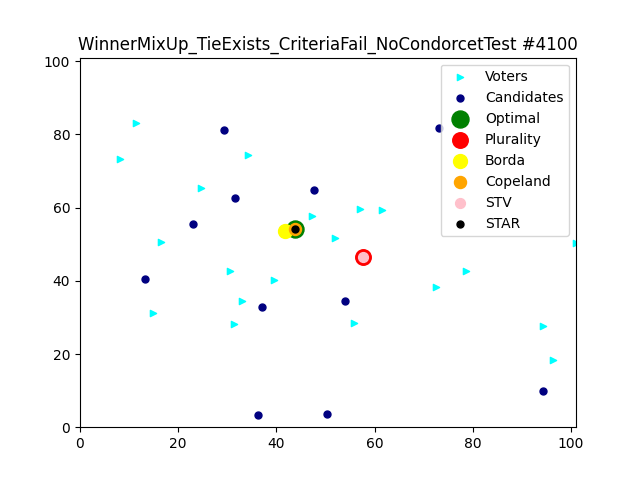 WinnerMixUp_TieExists_CriteriaFail_NoCondorcetTest #4100
100
80
60
40
20
0
0
20
40
60
80
100
Voters
Candidates
Optimal
Plurality
Borda
Copeland
STV
STAR